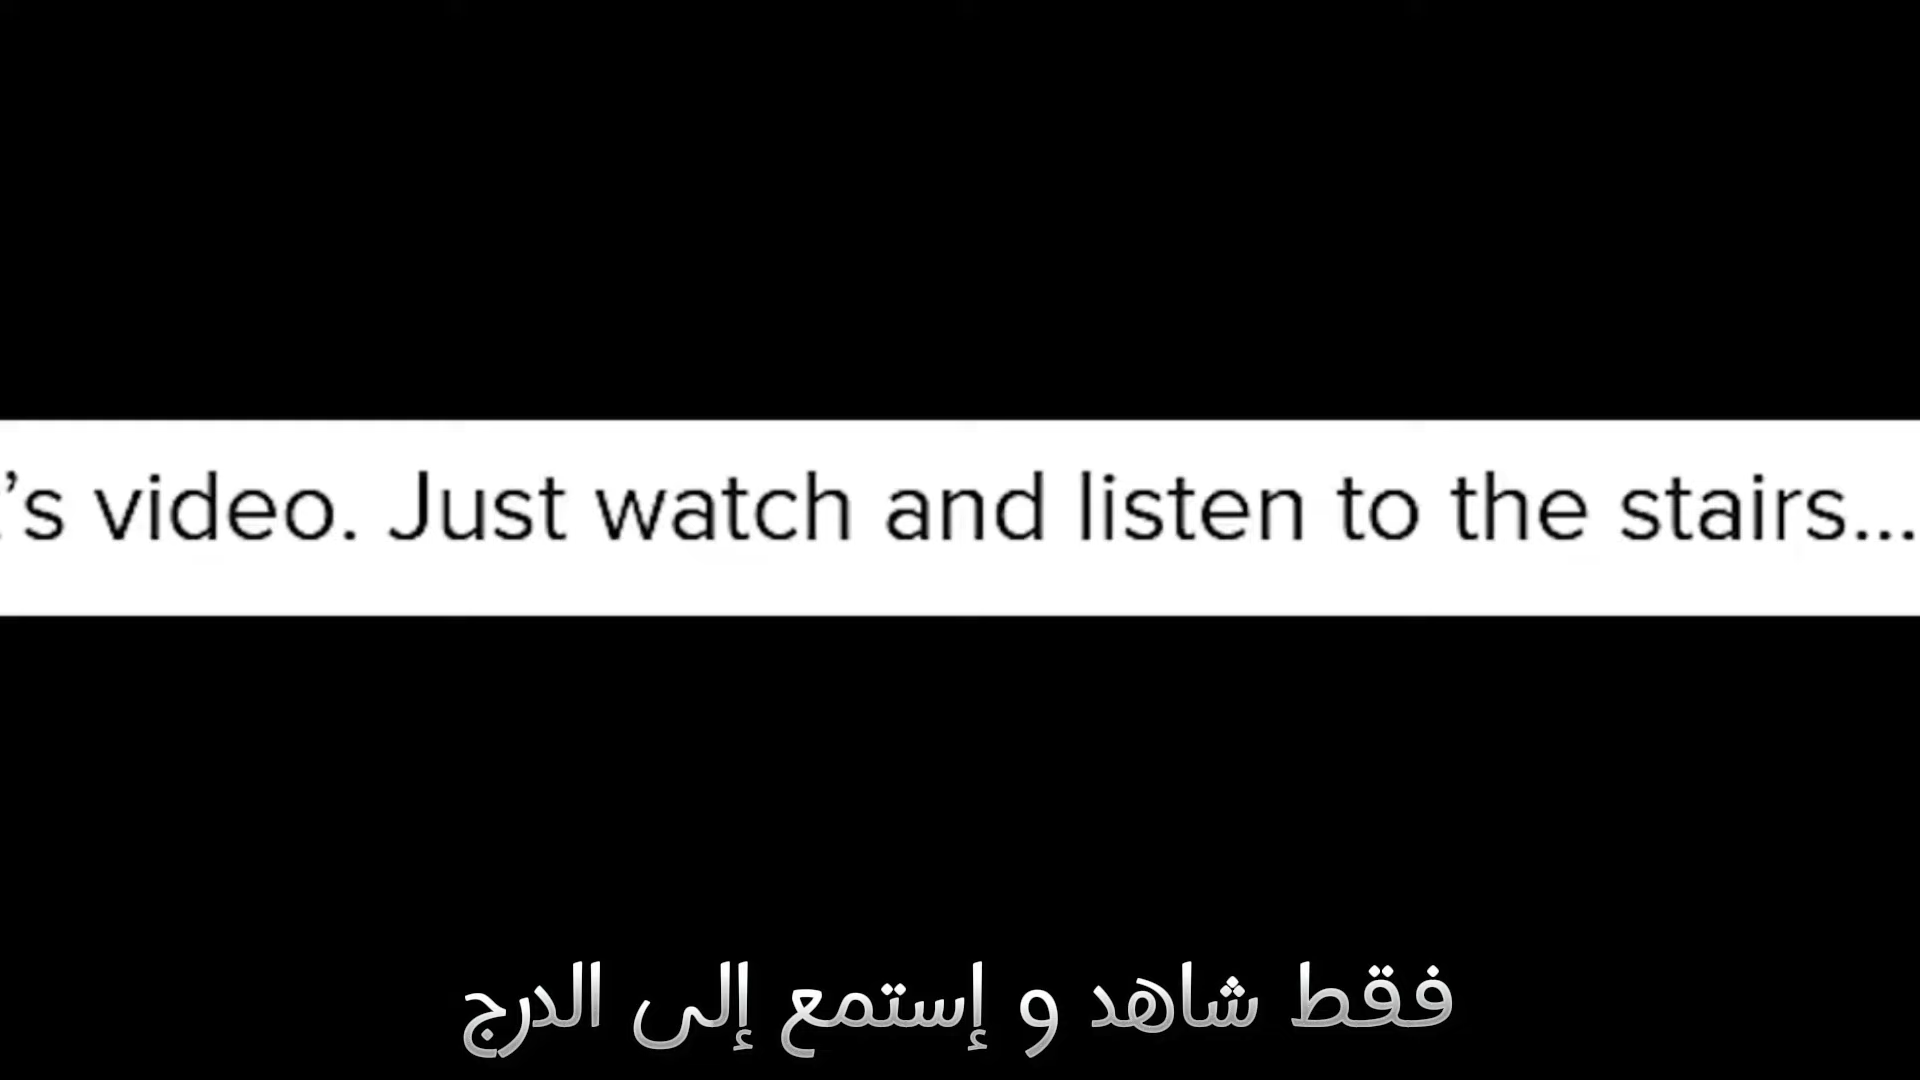 's video. Just watch and listen to the stairs...
فقط شاهد و إستمع إلى الدرج